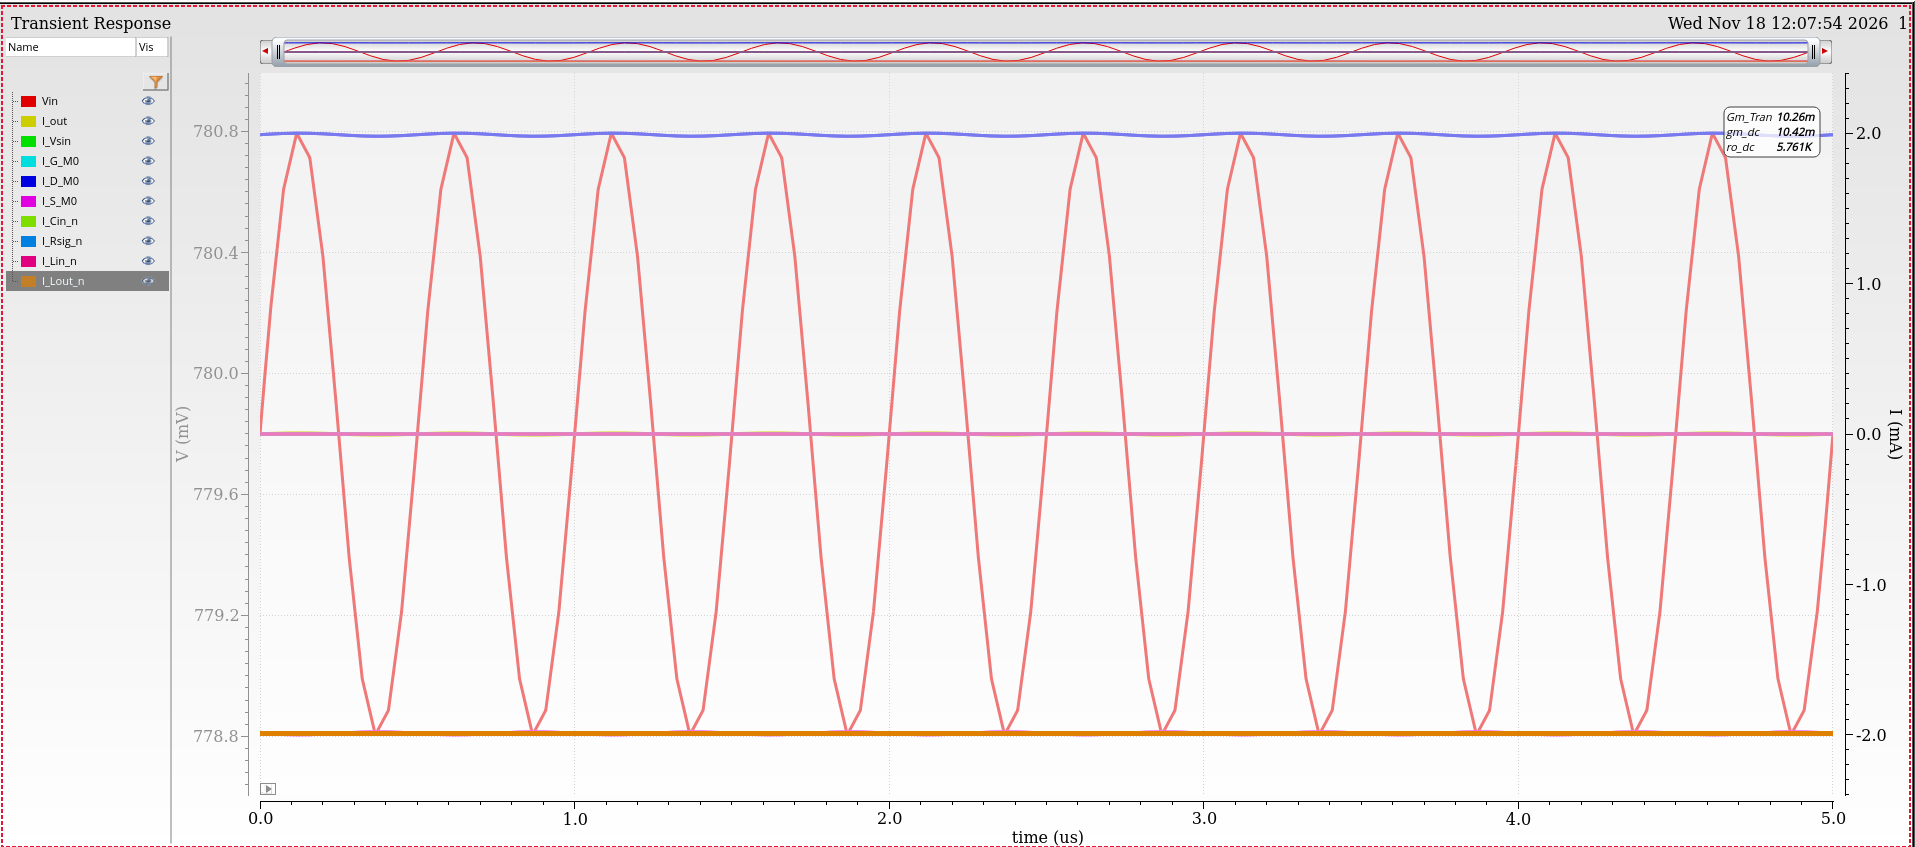 Transient Response
Wed Nov 18 12:07:54 2026 1
Name Vis
Vin
I_out
I_Vsin
I_G_M0
I_D_M0
I_S_M0
I_Cin_n
I_Rsig_n
I_Lin_n
I_Lout_n
V (mV)
780.8
780.4
780.0
779.6
779.2
778.8
Gm_Tran 10.26m
gm_dc 10.42m
ro_dc 5.761K
2.0
1.0
0.0
-1.0
-2.0
I (mA)
0.0 1.0 2.0 3.0 4.0 5.0
time (us)